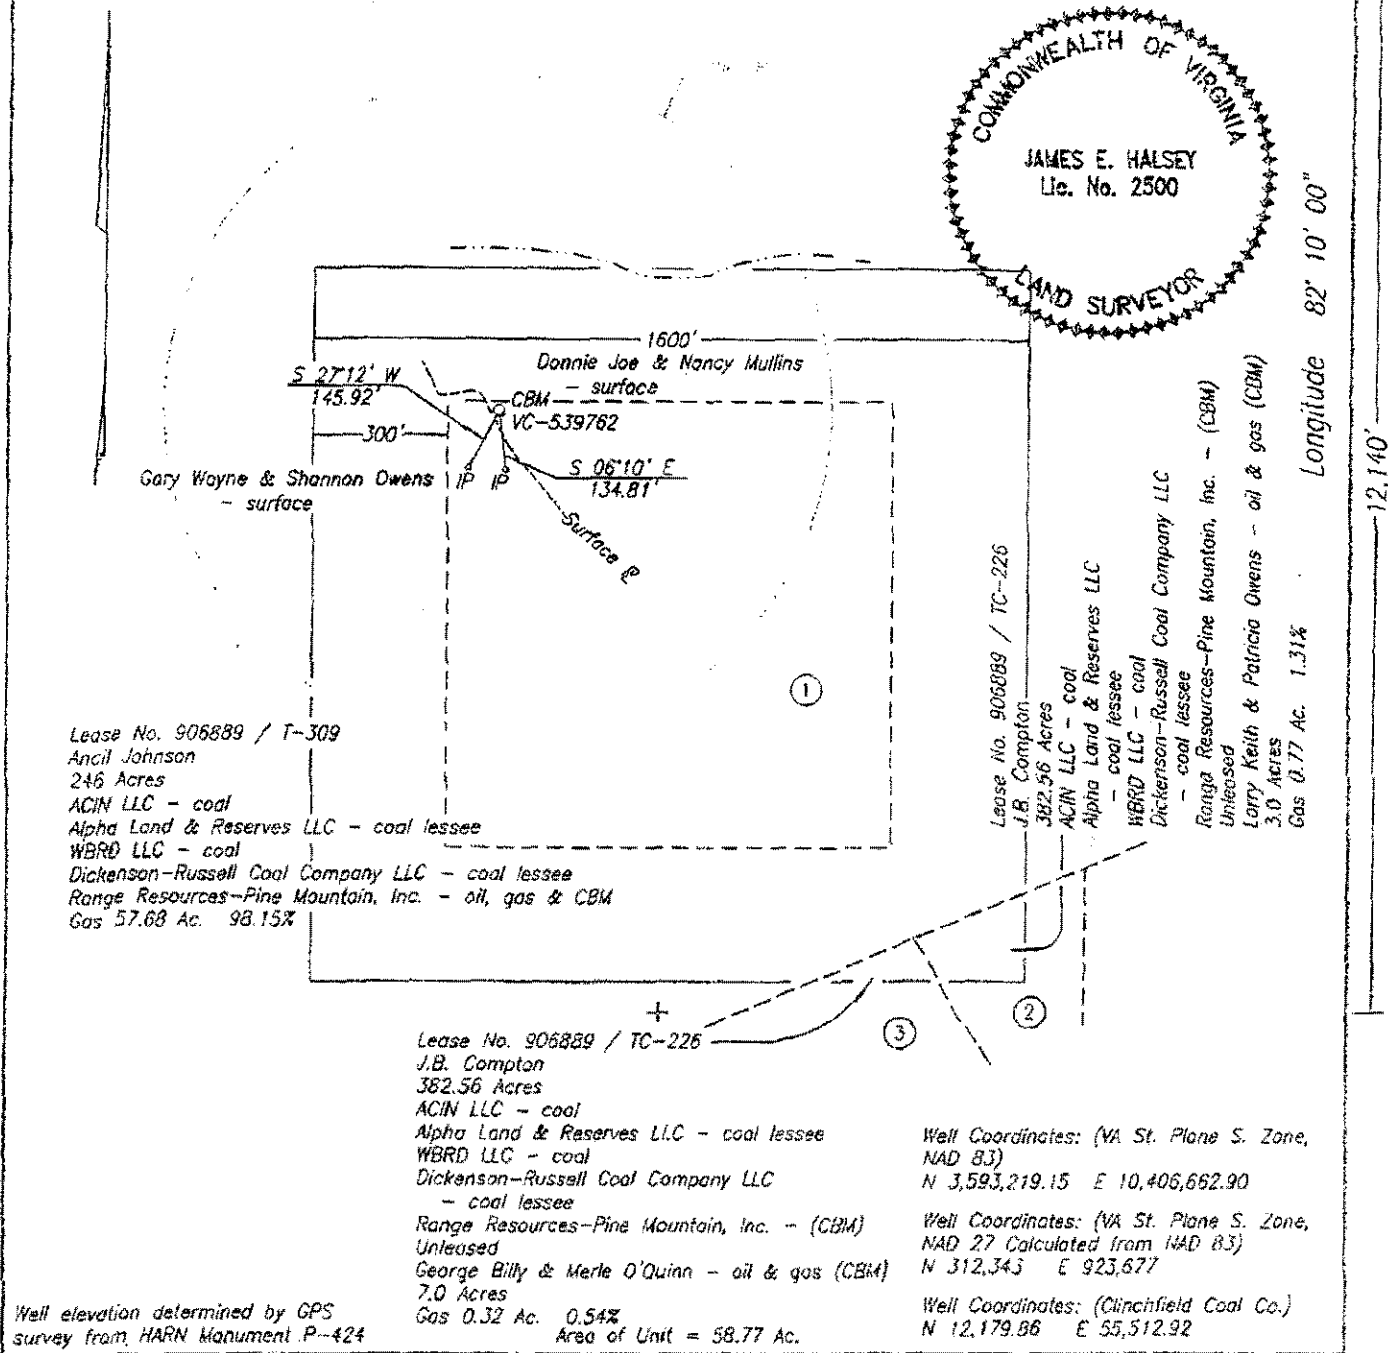 COMMONWEALTH OF VIRGINIA
JAMES E. HALSEY
Lic. No. 2500
LAND SURVEYOR
Longitude 82° 10' 00"
12,140'
1600'
Donnie Joe & Nancy Mullins
- surface
S 27°12' W
145.92'
CBM
VC-539762
300'
S 06°10' E
134.81'
Gary Wayne & Shannon Owens
- surface
IP IP
Surface ℄
1
Lease No. 906889 / T-309
Ancil Johnson
246 Acres
ACIN LLC - coal
Alpha Land & Reserves LLC - coal lessee
WBRD LLC - coal
Dickenson-Russell Coal Company LLC - coal lessee
Range Resources-Pine Mountain, Inc. - oil, gas & CBM
Gas 57.68 Ac. 98.15%
Lease No. 906889 / TC-226
J.B. Compton
382.56 Acres
ACIN LLC - coal
Alpha Land & Reserves LLC
- coal lessee
WBRD LLC - coal
Dickenson-Russell Coal Company LLC
- coal lessee
Range Resources-Pine Mountain, Inc. - (CBM)
Unleased
Larry Keith & Patricia Owens - oil & gas (CBM)
3.0 Acres
Gas 0.77 Ac. 1.31%
2
3
Lease No. 906889 / TC-226
J.B. Compton
382.56 Acres
ACIN LLC - coal
Alpha Land & Reserves LLC - coal lessee
WBRD LLC - coal
Dickenson-Russell Coal Company LLC
- coal lessee
Range Resources-Pine Mountain, Inc. - (CBM)
Unleased
George Billy & Merle O'Quinn - oil & gas (CBM)
7.0 Acres
Gas 0.32 Ac. 0.54%
Area of Unit = 58.77 Ac.
Well Coordinates: (VA St. Plane S. Zone,
NAD 83)
N 3,593,219.15 E 10,406,662.90
Well Coordinates: (VA St. Plane S. Zone,
NAD 27 Calculated from NAD 83)
N 312,343 E 923,677
Well Coordinates: (Clinchfield Coal Co.)
N 12,179.86 E 55,512.92
Well elevation determined by GPS
survey from HARN Monument P-424